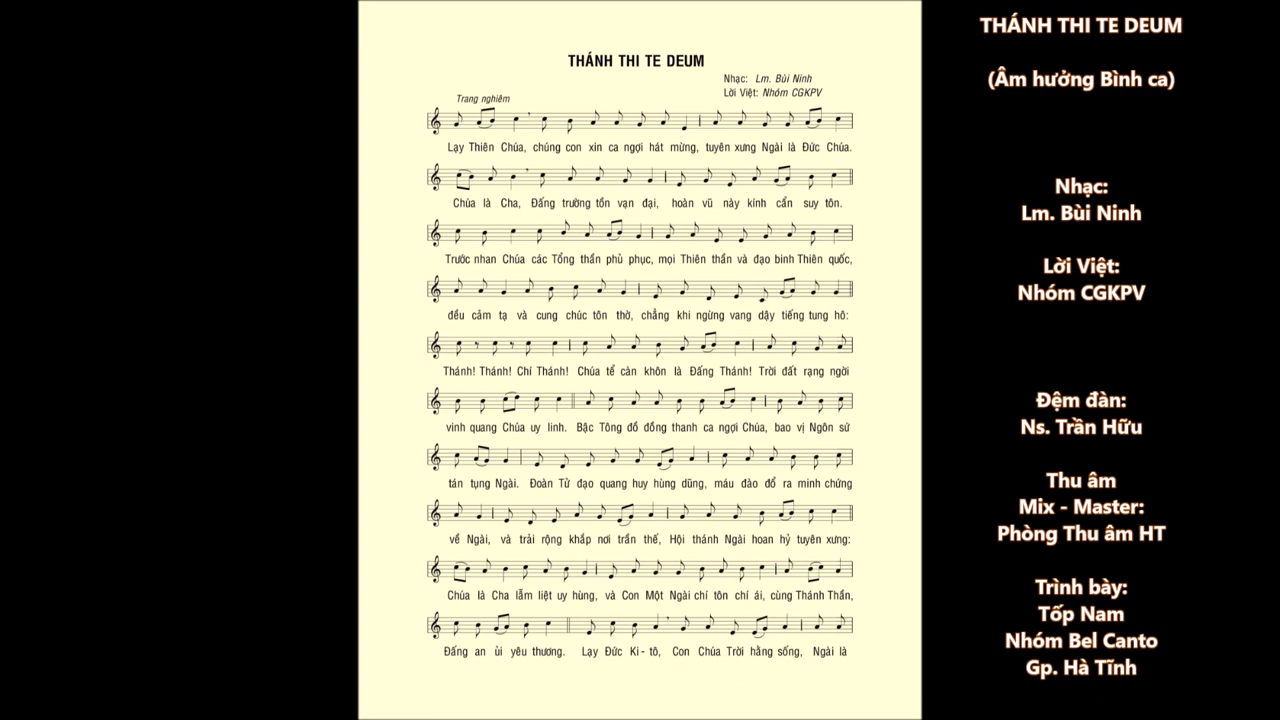 THÁNH THI TE DEUM
Nhạc: Lm. Bùi Ninh
Lời Việt: Nhóm CGKPV
Trang nghiêm
Lạy Thiên Chúa, chúng con xin ca ngợi hát mừng, tuyên xưng Ngài là Đức Chúa.
Chúa là Cha, Đấng trường tồn vạn đại, hoàn vũ này kính cẩn suy tôn.
Trước nhan Chúa các Tổng thần phủ phục, mọi Thiên thần và đạo binh Thiên quốc,
đều cảm tạ và cung chúc tôn thờ, chẳng khi ngừng vang dậy tiếng tung hô:
Thánh! Thánh! Chí Thánh! Chúa tể càn khôn là Đấng Thánh! Trời đất rạng ngời
vinh quang Chúa uy linh. Bậc Tông đồ đồng thanh ca ngợi Chúa, bao vị Ngôn sứ
tán tụng Ngài. Đoàn Tử đạo quang huy hùng dũng, máu đào đổ ra minh chứng
về Ngài, và trải rộng khắp nơi trần thế, Hội thánh Ngài hoan hỷ tuyên xưng:
Chúa là Cha lẫm liệt uy hùng, và Con Một Ngài chí tôn chí ái, cùng Thánh Thần,
Đấng an ủi yêu thương. Lạy Đức Ki - tô, Con Chúa Trời hằng sống, Ngài là
THÁNH THI TE DEUM
(Âm hưởng Bình ca)
Nhạc:
Lm. Bùi Ninh
Lời Việt:
Nhóm CGKPV
Đệm đàn:
Ns. Trần Hữu
Thu âm
Mix - Master:
Phòng Thu âm HT
Trình bày:
Tốp Nam
Nhóm Bel Canto
Gp. Hà Tĩnh